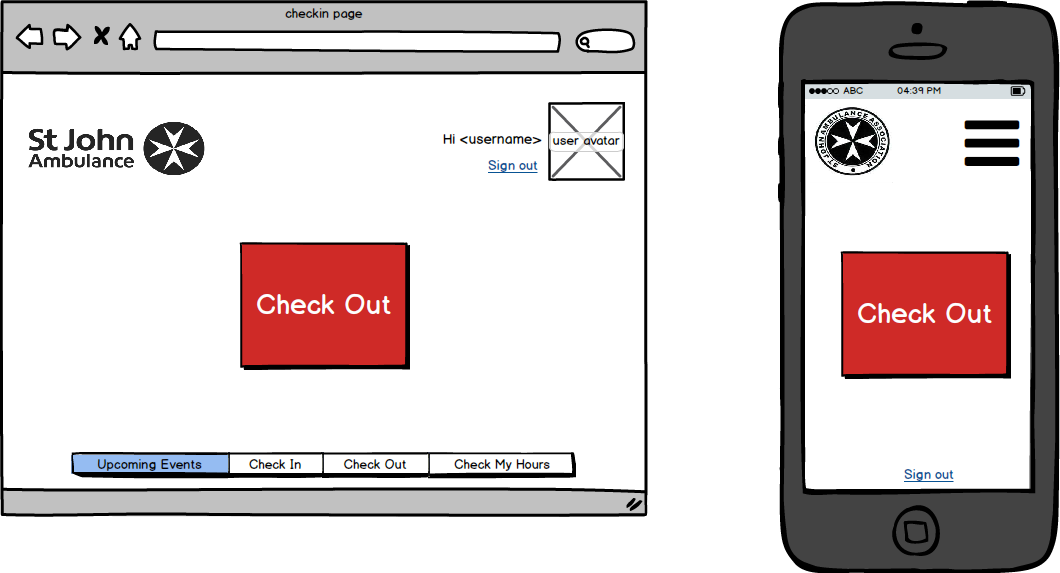 checkin page
St John
Ambulance
Hi <username>
user avatar
Sign out
Check Out
Upcoming Events Check In Check Out Check My Hours
ABC 04:39 PM
ST JOHN AMBULANCE ASSOCIATION
Check Out
Sign out